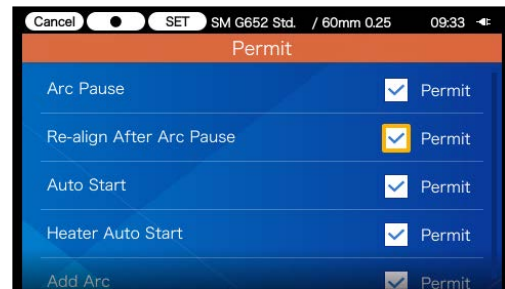 Cancel ● SET SM G652 Std. / 60mm 0.25 09:33
Permit
Arc Pause Permit
Re-align After Arc Pause Permit
Auto Start Permit
Heater Auto Start Permit
Add Arc Permit